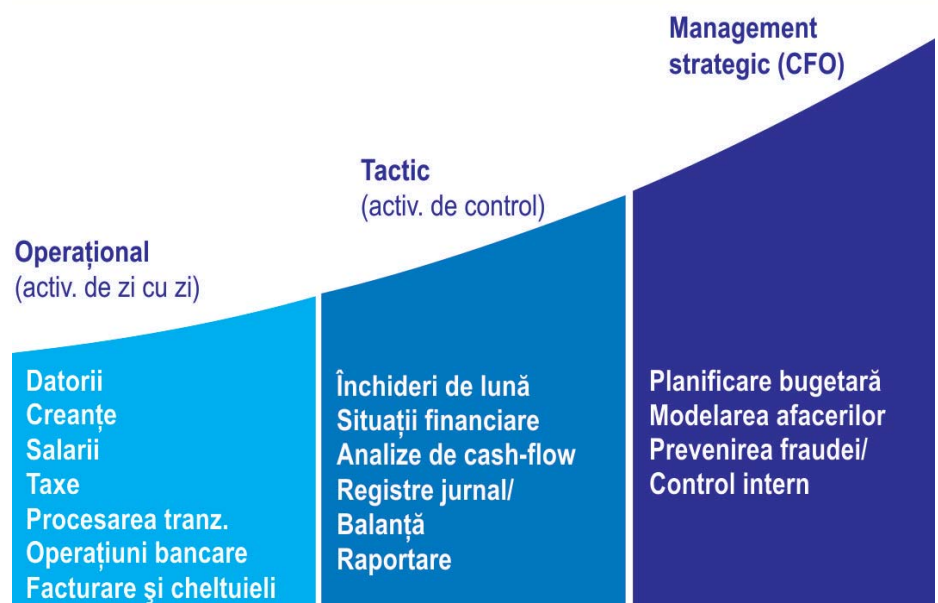 Management
strategic (CFO)
Tactic
(activ. de control)
Operațional
(activ. de zi cu zi)
Datorii
Creanțe
Salarii
Taxe
Procesarea tranz.
Operațiuni bancare
Facturare şi cheltuieli
Închideri de lună
Situații financiare
Analize de cash-flow
Registre jurnal/
Balanță
Raportare
Planificare bugetară
Modelarea afacerilor
Prevenirea fraudei/
Control intern